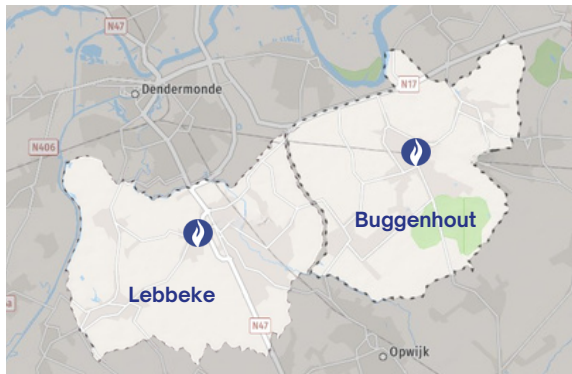 N47
Dendermonde
N17
N406
Buggenhout
Lebbeke
N47
Opwijk